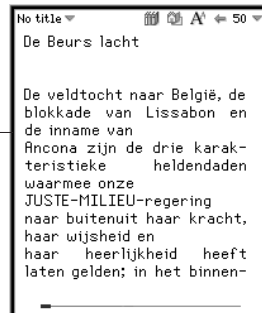 No title 50
De Beurs lacht
De veldtocht naar België, de
blokkade van Lissabon en
de inname van
Ancona zijn de drie karak-
teristieke heldendaden
waarmee onze
JUSTE-MILIEU-regering
naar buitenuit haar kracht,
haar wijsheid en
haar heerlijkheid heeft
laten gelden; in het binnen-